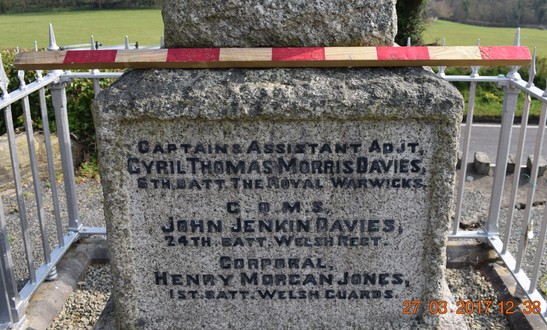 CAPTAIN & ASSISTANT ADJT,
CYRIL THOMAS MORRIS DAVIES,
6TH BATT THE ROYAL WARWICKS.
C.Q.M.S.
JOHN JENKIN DAVIES,
24TH BATT. WELSH REGT.
CORPORAL,
HENRY MORGAN JONES,
1ST BATT. WELSH GUARDS.
27 03 2017 12 38